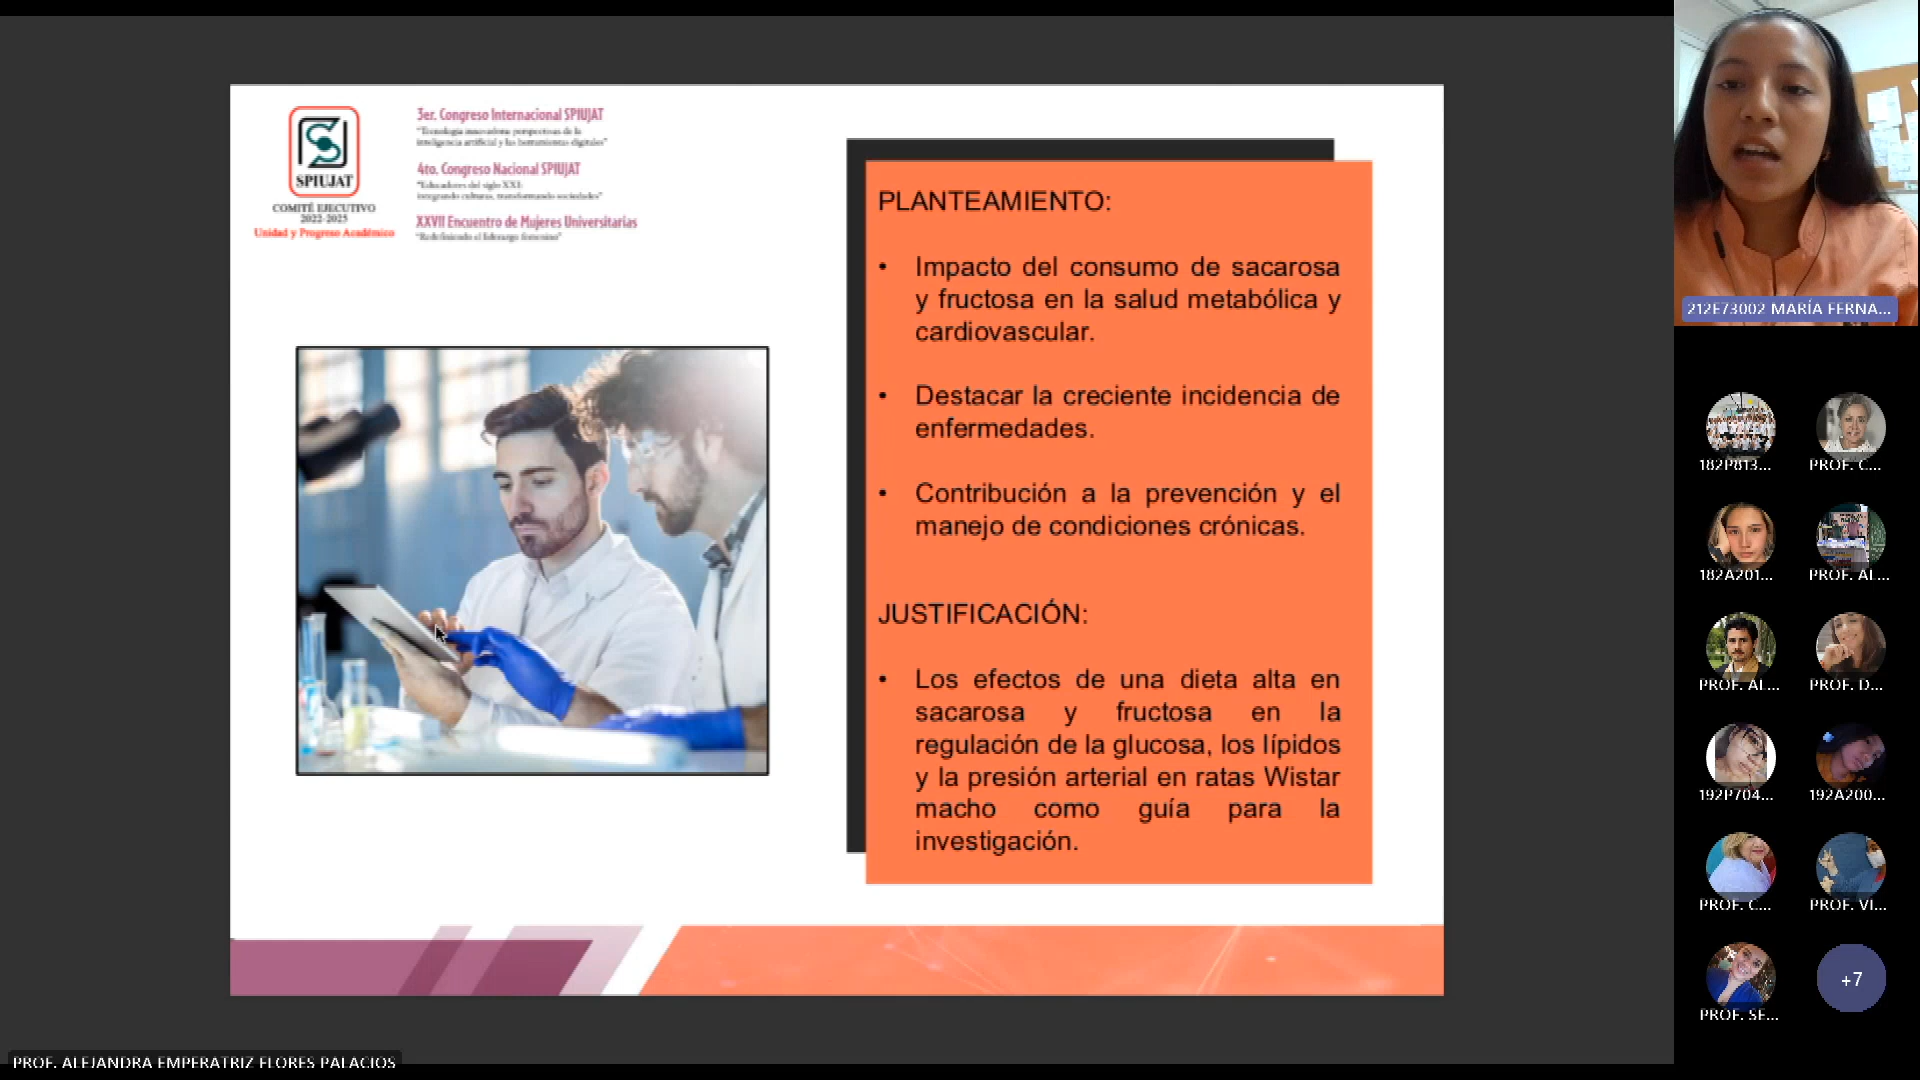 SPIUJAT
COMITÉ EJECUTIVO
2022-2025
Unidad y Progreso Académico
3er. Congreso Internacional SPIUJAT
"Tecnología innovadora: perspectivas de la
inteligencia artificial y las herramientas digitales"
4to. Congreso Nacional SPIUJAT
"Educadores del siglo XXI:
integrando culturas, transformando sociedades"
XXVII Encuentro de Mujeres Universitarias
"Redefiniendo el liderazgo femenino"
PLANTEAMIENTO:
• Impacto del consumo de sacarosa
y fructosa en la salud metabólica y
cardiovascular.
• Destacar la creciente incidencia de
enfermedades.
• Contribución a la prevención y el
manejo de condiciones crónicas.
JUSTIFICACIÓN:
• Los efectos de una dieta alta en
sacarosa y fructosa en la
regulación de la glucosa, los lípidos
y la presión arterial en ratas Wistar
macho como guía para la
investigación.
212E73002 MARÍA FERNA...
182P813...
PROF. C...
182A201...
PROF. AL...
PROF. AL...
PROF. D...
192P704...
192A200...
PROF. C...
PROF. VI...
PROF. SE...
+7
PROF. ALEJANDRA EMPERATRIZ FLORES PALACIOS